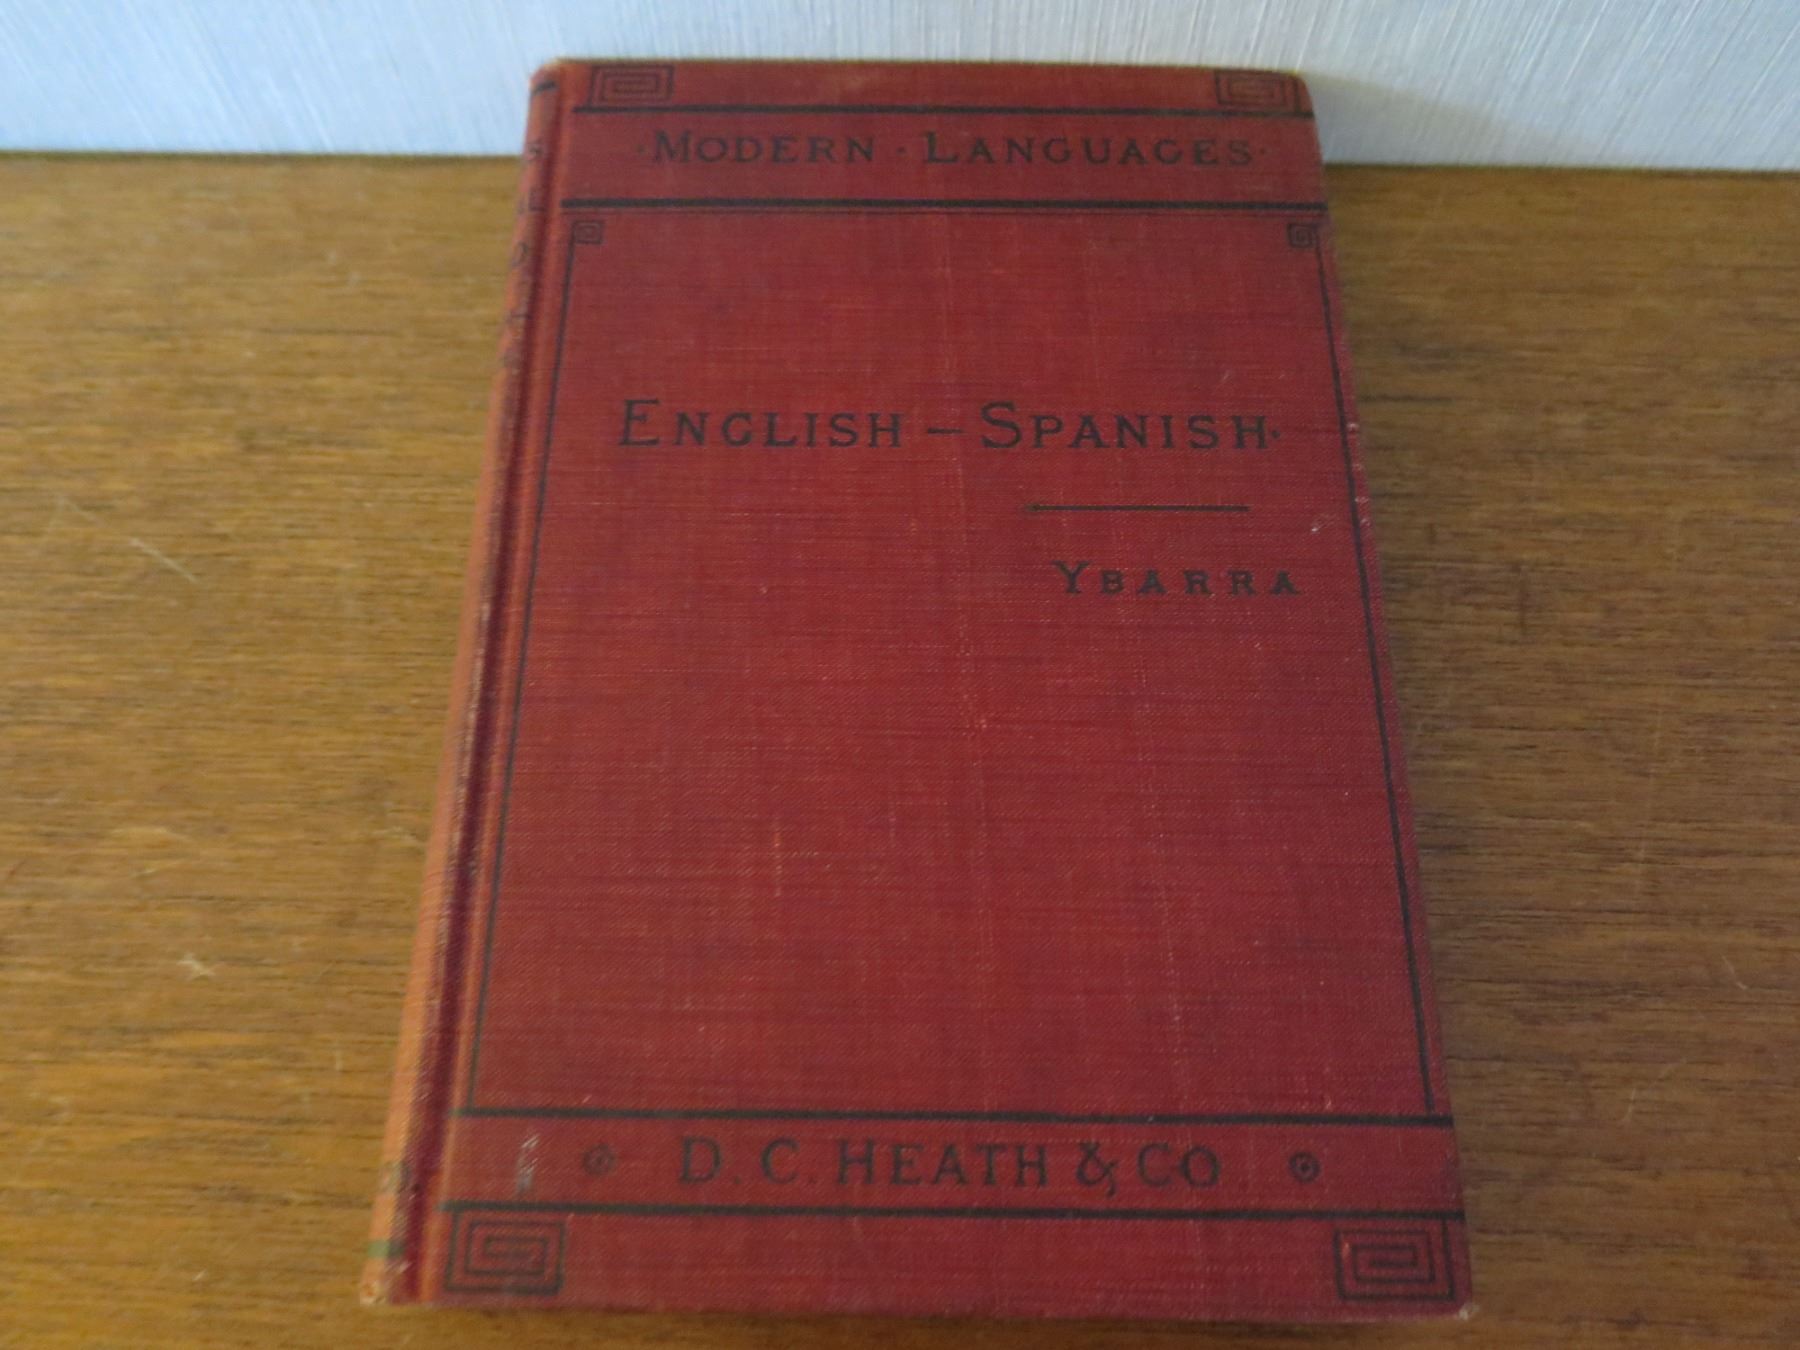 ·MODERN · LANGUAGES·
ENGLISH – SPANISH·
YBARRA
D. C. HEATH & CO